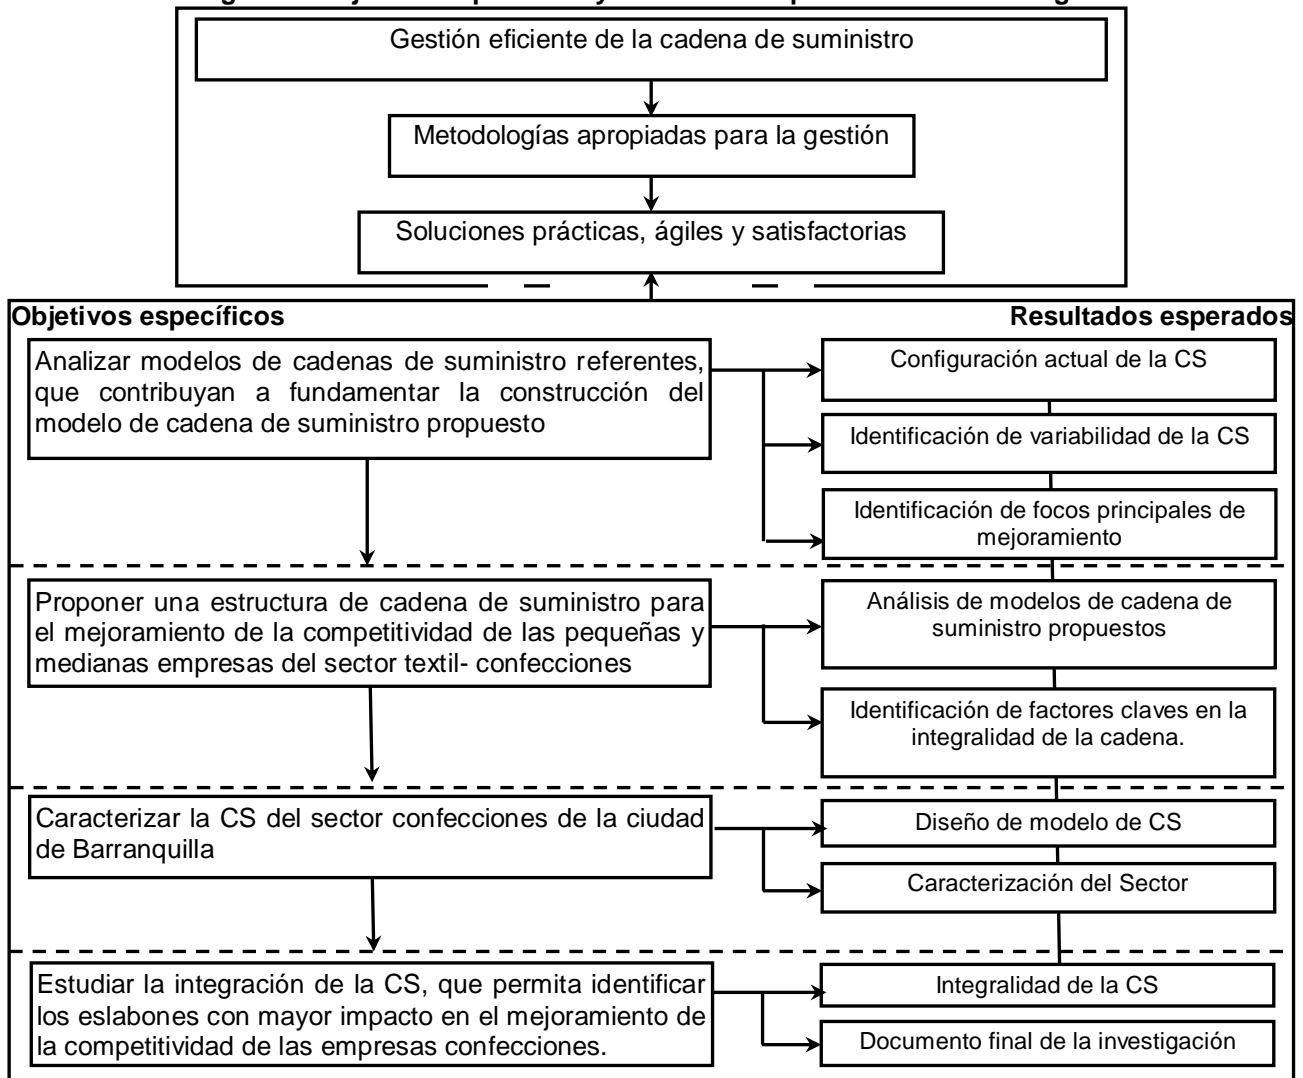 Gestión eficiente de la cadena de suministro
Metodologías apropiadas para la gestión
Soluciones prácticas, ágiles y satisfactorias
Objetivos específicos
Resultados esperados
Analizar modelos de cadenas de suministro referentes,
que contribuyan a fundamentar la construcción del
modelo de cadena de suministro propuesto
Configuración actual de la CS
Identificación de variabilidad de la CS
Identificación de focos principales de
mejoramiento
Proponer una estructura de cadena de suministro para
el mejoramiento de la competitividad de las pequeñas y
medianas empresas del sector textil- confecciones
Análisis de modelos de cadena de
suministro propuestos
Identificación de factores claves en la
integralidad de la cadena.
Caracterizar la CS del sector confecciones de la ciudad
de Barranquilla
Diseño de modelo de CS
Caracterización del Sector
Estudiar la integración de la CS, que permita identificar
los eslabones con mayor impacto en el mejoramiento de
la competitividad de las empresas confecciones.
Integralidad de la CS
Documento final de la investigación